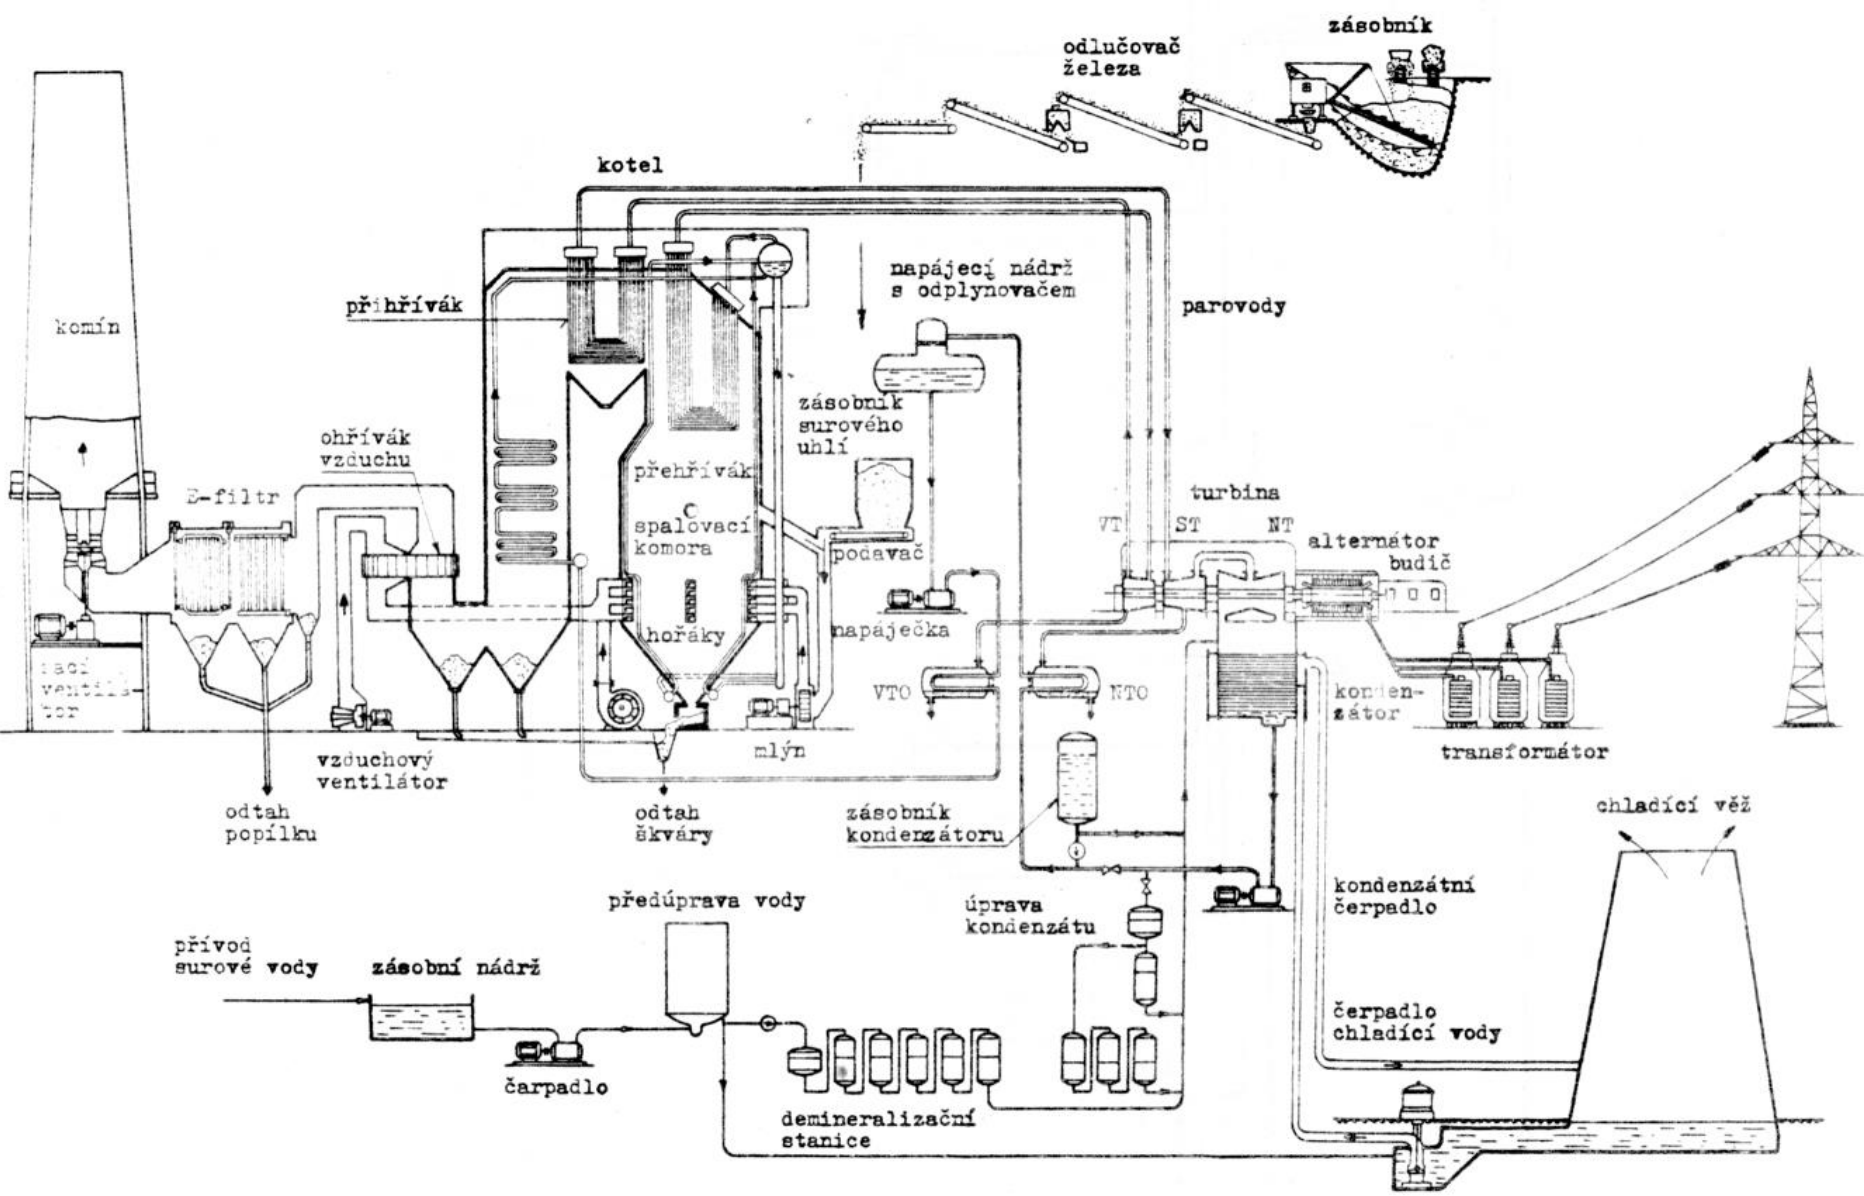 zásobník
odlučovač
železa
kotel
napájecí nádrž
s odplynovačem
přihřívák
parovody
komín
zásobník
surového
uhlí
ohřívák
vzduchu
přehřívák
E-filtr
turbina
spalovací
komora
VT
ST
NT
podavač
alternátor
budič
hořáky
napáječka
ventilá-
tor
VTO
NTO
konden-
zátor
vzduchový
ventilátor
mlýn
transformátor
odtah
popílku
odtah
škváry
zásobník
kondenzátoru
chladící věž
předúprava vody
úprava
kondenzátu
kondenzátní
čerpadlo
přívod
surové vody
zásobní nádrž
čerpadlo
chladící vody
čarpadlo
demineralizační
stanice